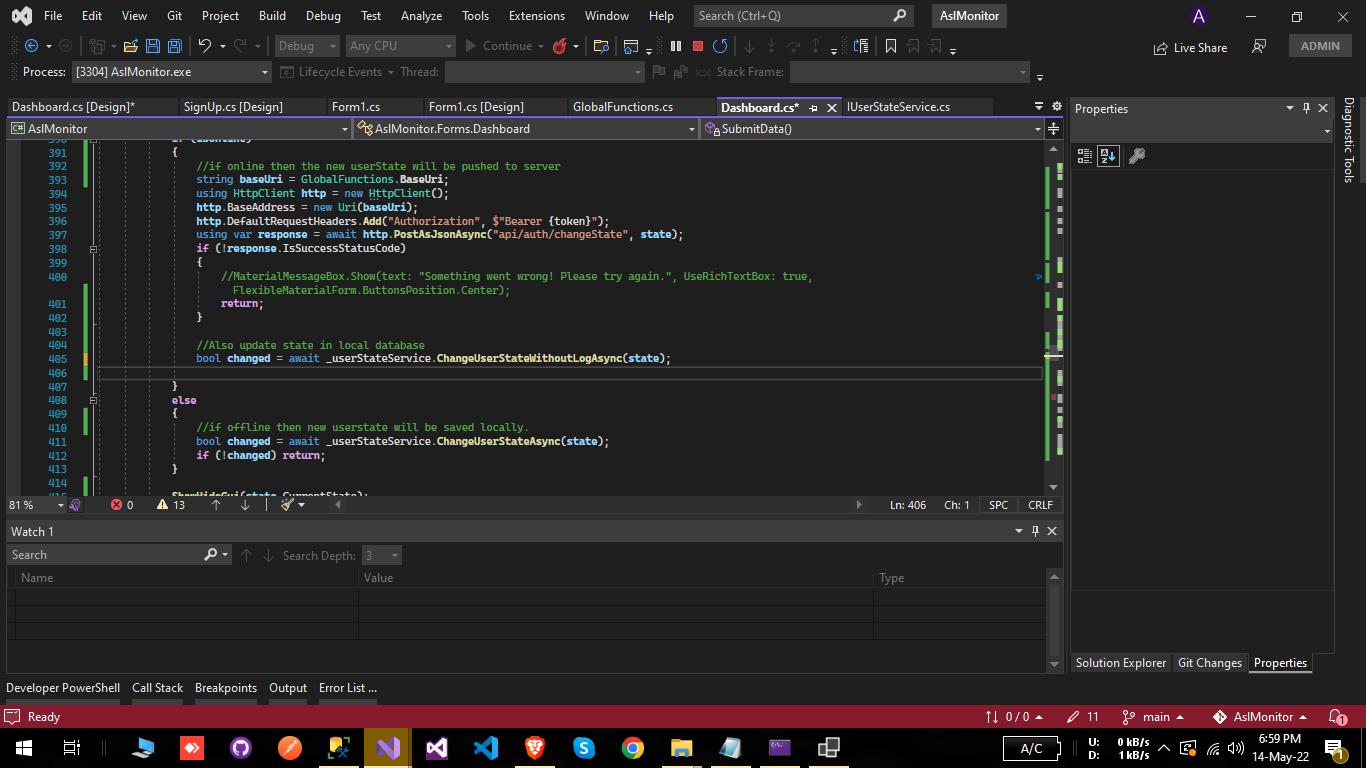 File Edit View Git Project Build Debug Test Analyze Tools Extensions Window Help Search (Ctrl+Q) AslMonitor A
Debug Any CPU Continue Live Share ADMIN
Process: [3304] AslMonitor.exe Lifecycle Events Thread: Stack Frame:
Dashboard.cs [Design]* SignUp.cs [Design] Form1.cs Form1.cs [Design] GlobalFunctions.cs Dashboard.cs* IUserStateService.cs
Properties
Diagnostic Tools
AslMonitor AslMonitor.Forms.Dashboard SubmitData()
391 {
392 //if online then the new userState will be pushed to server
393 string baseUri = GlobalFunctions.BaseUri;
394 using HttpClient http = new HttpClient();
395 http.BaseAddress = new Uri(baseUri);
396 http.DefaultRequestHeaders.Add("Authorization", $"Bearer {token}");
397 using var response = await http.PostAsJsonAsync("api/auth/changeState", state);
398 if (!response.IsSuccessStatusCode)
399 {
400 //MaterialMessageBox.Show(text: "Something went wrong! Please try again.", UseRichTextBox: true,
FlexibleMaterialForm.ButtonsPosition.Center);
401 return;
402 }
403
404 //Also update state in local database
405 bool changed = await _userStateService.ChangeUserStateWithoutLogAsync(state);
406
407 }
408 else
409 {
410 //if offline then new userstate will be saved locally.
411 bool changed = await _userStateService.ChangeUserStateAsync(state);
412 if (!changed) return;
413 }
414
415 ShowHideGui(state.CurrentState);
81 % 0 13 Ln: 406 Ch: 1 SPC CRLF
Watch 1
Search Search Depth: 3
Name Value Type
Solution Explorer Git Changes Properties
Developer PowerShell Call Stack Breakpoints Output Error List ...
Ready 0 / 0 11 main AslMonitor 1
A/C U: 0 kB/s
D: 1 kB/s
6:59 PM
14-May-22
1